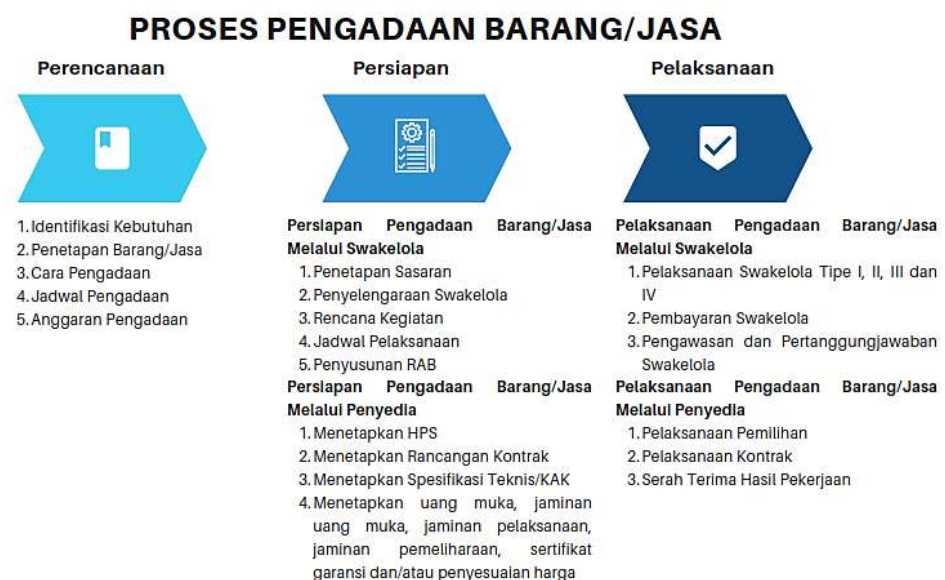 PROSES PENGADAAN BARANG/JASA
Perencanaan
1. Identifikasi Kebutuhan
2. Penetapan Barang/Jasa
3. Cara Pengadaan
4. Jadwal Pengadaan
5. Anggaran Pengadaan
Persiapan
Persiapan Pengadaan Barang/Jasa
Melalui Swakelola
1. Penetapan Sasaran
2. Penyelengaraan Swakelola
3. Rencana Kegiatan
4. Jadwal Pelaksanaan
5. Penyusunan RAB
Persiapan Pengadaan Barang/Jasa
Melalui Penyedia
1. Menetapkan HPS
2. Menetapkan Rancangan Kontrak
3. Menetapkan Spesifikasi Teknis/KAK
4. Menetapkan uang muka, jaminan
uang muka, jaminan pelaksanaan,
jaminan pemeliharaan, sertifikat
garansi dan/atau penyesuaian harga
Pelaksanaan
Pelaksanaan Pengadaan Barang/Jasa
Melalui Swakelola
1. Pelaksanaan Swakelola Tipe I, II, III dan
IV
2. Pembayaran Swakelola
3. Pengawasan dan Pertanggungjawaban
Swakelola
Pelaksanaan Pengadaan Barang/Jasa
Melalui Penyedia
1. Pelaksanaan Pemilihan
2. Pelaksanaan Kontrak
3. Serah Terima Hasil Pekerjaan